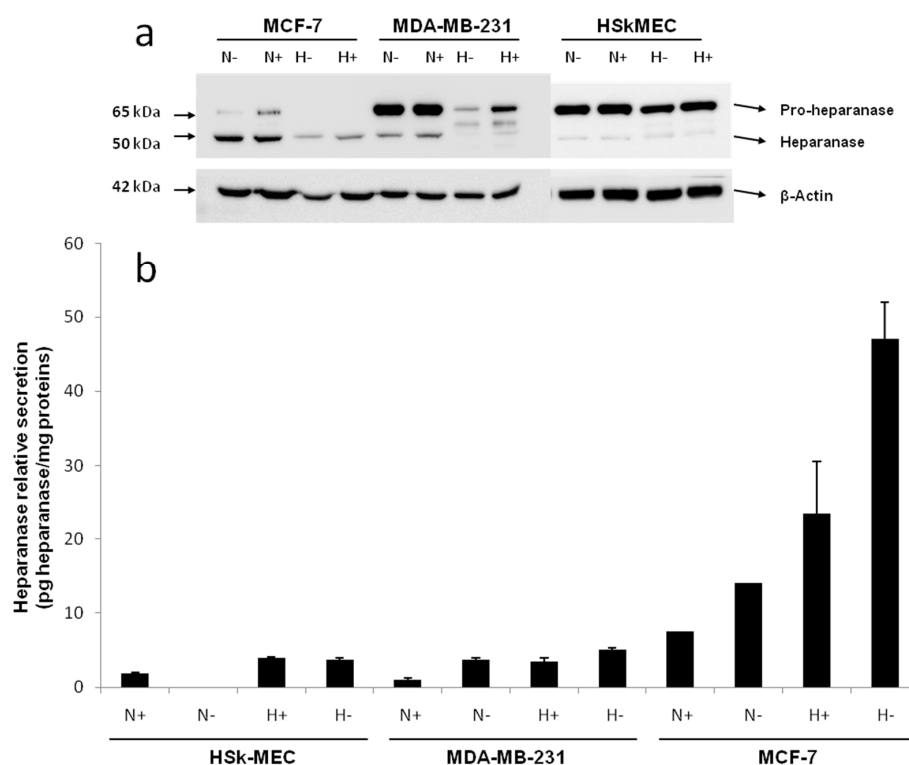 a
MCF-7 MDA-MB-231 HSkMEC
N- N+ H- H+ N- N+ H- H+ N- N+ H- H+
65 kDa Pro-heparanase
50 kDa Heparanase
42 kDa β-Actin
b
Heparanase relative secretion
(pg heparanase/mg proteins)
60
50
40
30
20
10
0
N+ N- H+ H- N+ N- H+ H- N+ N- H+ H-
HSk-MEC MDA-MB-231 MCF-7